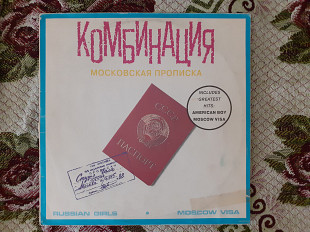 КОМБИНАЦИЯ
МОСКОВСКАЯ ПРОПИСКА
INCLUDES
GREATEST
HITS:
AMERICAN BOY
MOSCOW VISA
СССР
ПАСПОРТ
RUSSIAN GIRLS • MOSCOW VISA